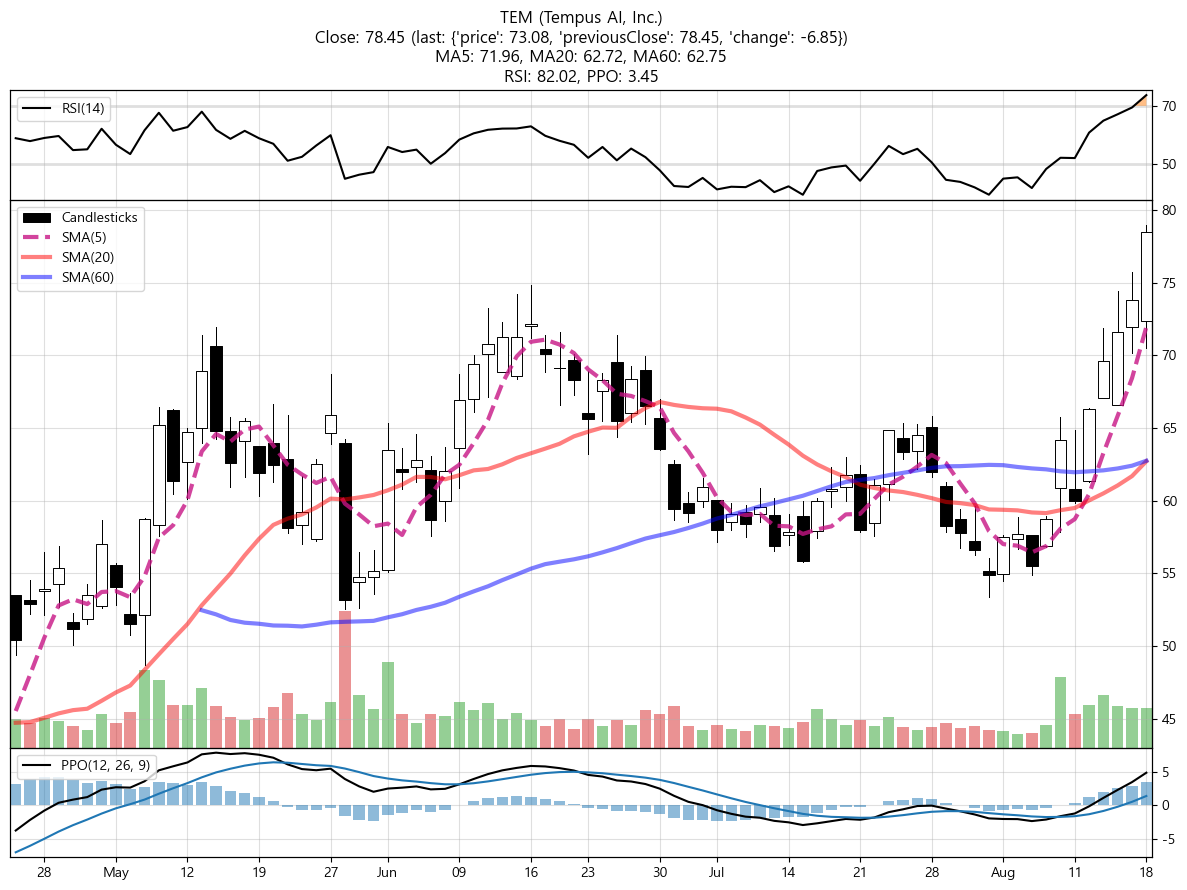 TEM (Tempus AI, Inc.)
Close: 78.45 (last: {'price': 73.08, 'previousClose': 78.45, 'change': -6.85})
MA5: 71.96, MA20: 62.72, MA60: 62.75
RSI: 82.02, PPO: 3.45
RSI(14)
70
50
Candlesticks
SMA(5)
SMA(20)
SMA(60)
80
75
70
65
60
55
50
45
PPO(12, 26, 9)
5
0
-5
28 May 12 19 27 Jun 09 16 23 30 Jul 14 21 28 Aug 11 18